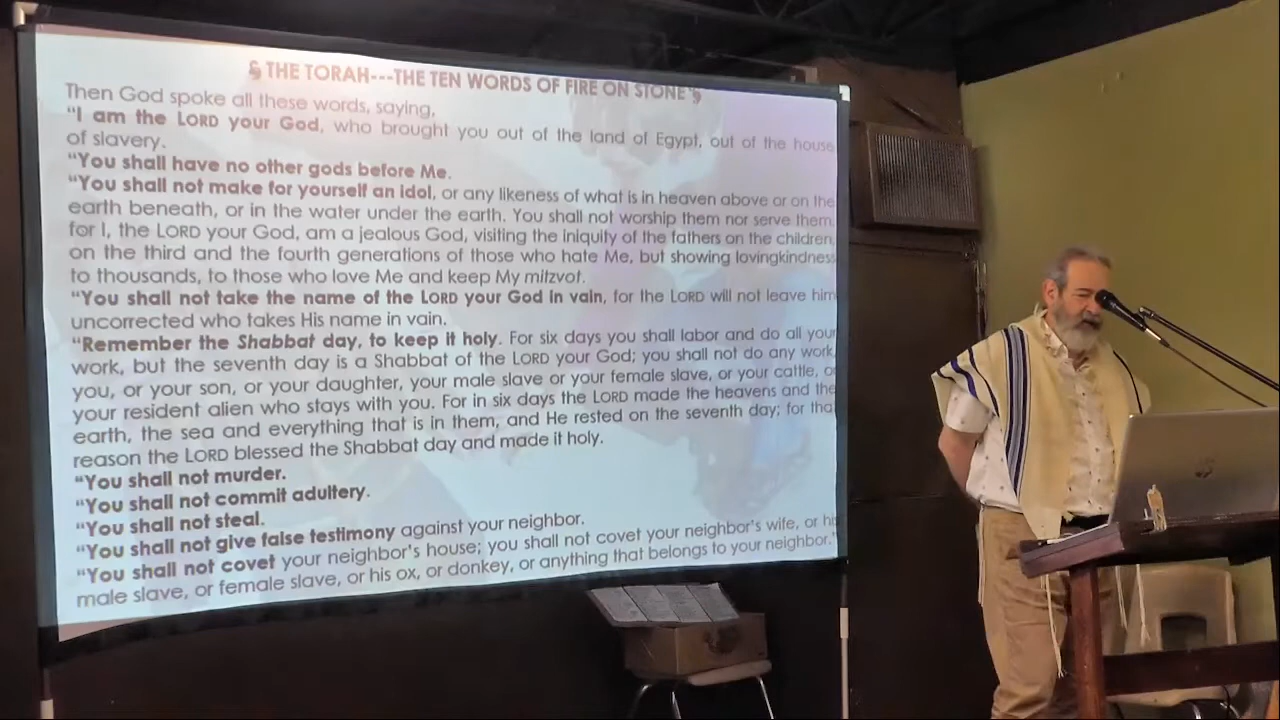 THE TORAH---THE TEN WORDS OF FIRE ON STONE
Then God spoke all these words, saying,
“I am the LORD your God, who brought you out of the land of Egypt, out of the house
of slavery.
“You shall have no other gods before Me.
“You shall not make for yourself an idol, or any likeness of what is in heaven above or on the
earth beneath, or in the water under the earth. You shall not worship them nor serve them
for I, the LORD your God, am a jealous God, visiting the iniquity of the fathers on the children,
on the third and the fourth generations of those who hate Me, but showing lovingkindness
to thousands, to those who love Me and keep My mitzvot.
“You shall not take the name of the LORD your God in vain, for the LORD will not leave him
uncorrected who takes His name in vain.
“Remember the Shabbat day, to keep it holy. For six days you shall labor and do all your
work, but the seventh day is a Shabbat of the LORD your God; you shall not do any work,
you, or your son, or your daughter, your male slave or your female slave, or your cattle, or
your resident alien who stays with you. For in six days the LORD made the heavens and the
earth, the sea and everything that is in them, and He rested on the seventh day; for tha
reason the LORD blessed the Shabbat day and made it holy.
“You shall not murder.
“You shall not commit adultery.
“You shall not steal.
“You shall not give false testimony against your neighbor.
“You shall not covet your neighbor’s house; you shall not covet your neighbor’s wife, or hi
male slave, or female slave, or his ox, or donkey, or anything that belongs to your neighbor.”